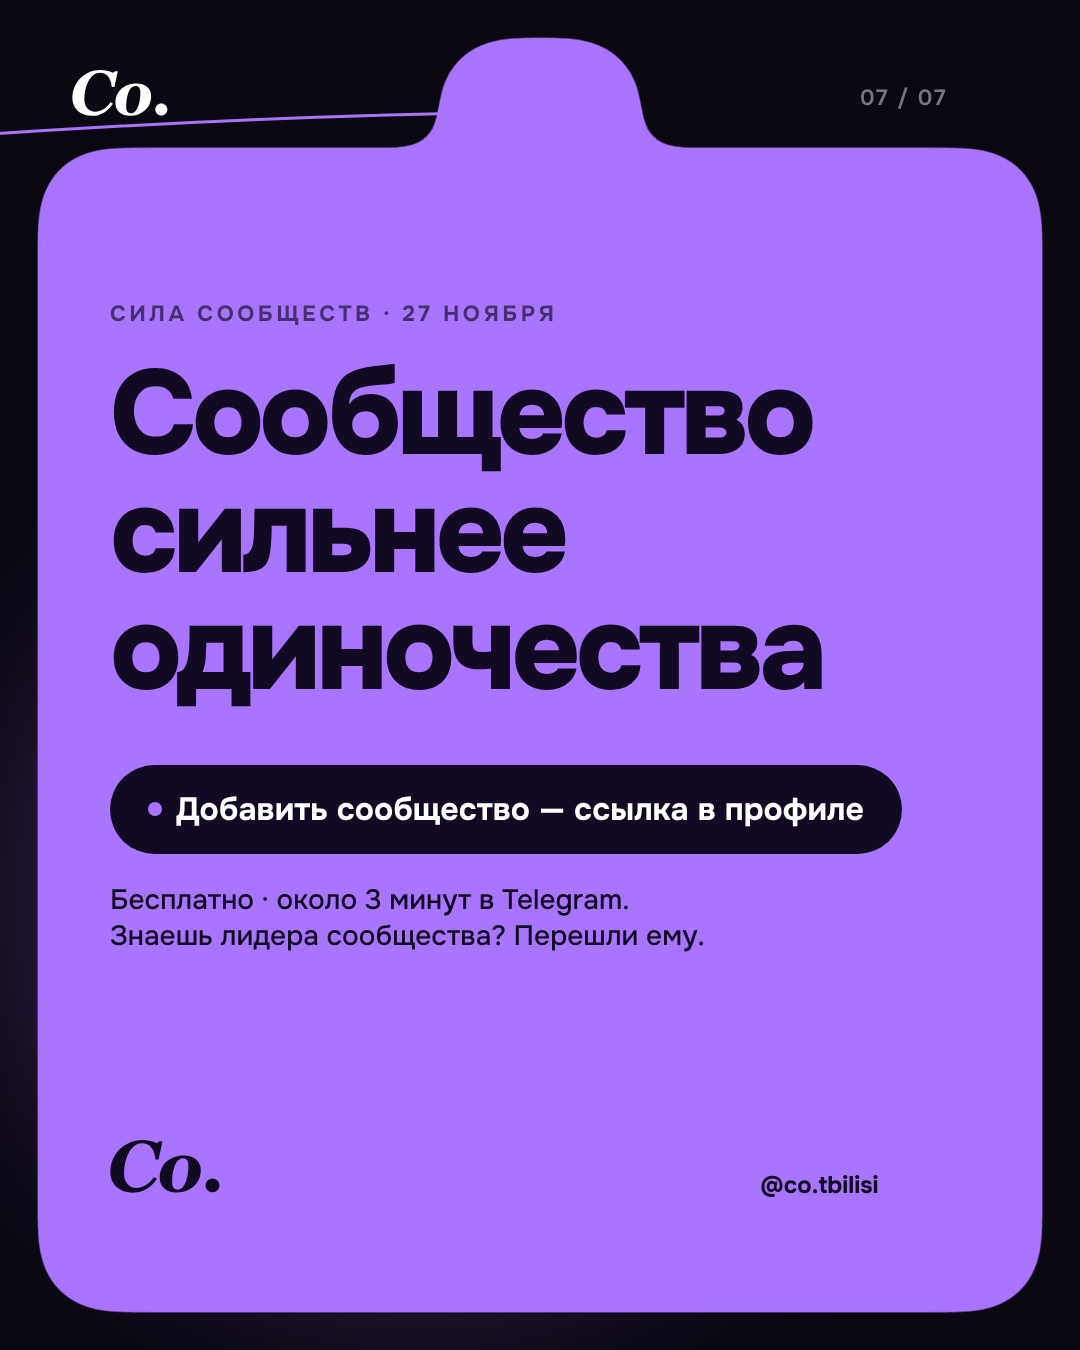 Co.
07 / 07
СИЛА СООБЩЕСТВ · 27 НОЯБРЯ
Сообщество
сильнее
одиночества
Добавить сообщество — ссылка в профиле
Бесплатно · около 3 минут в Telegram.
Знаешь лидера сообщества? Перешли ему.
Co.
@co.tbilisi